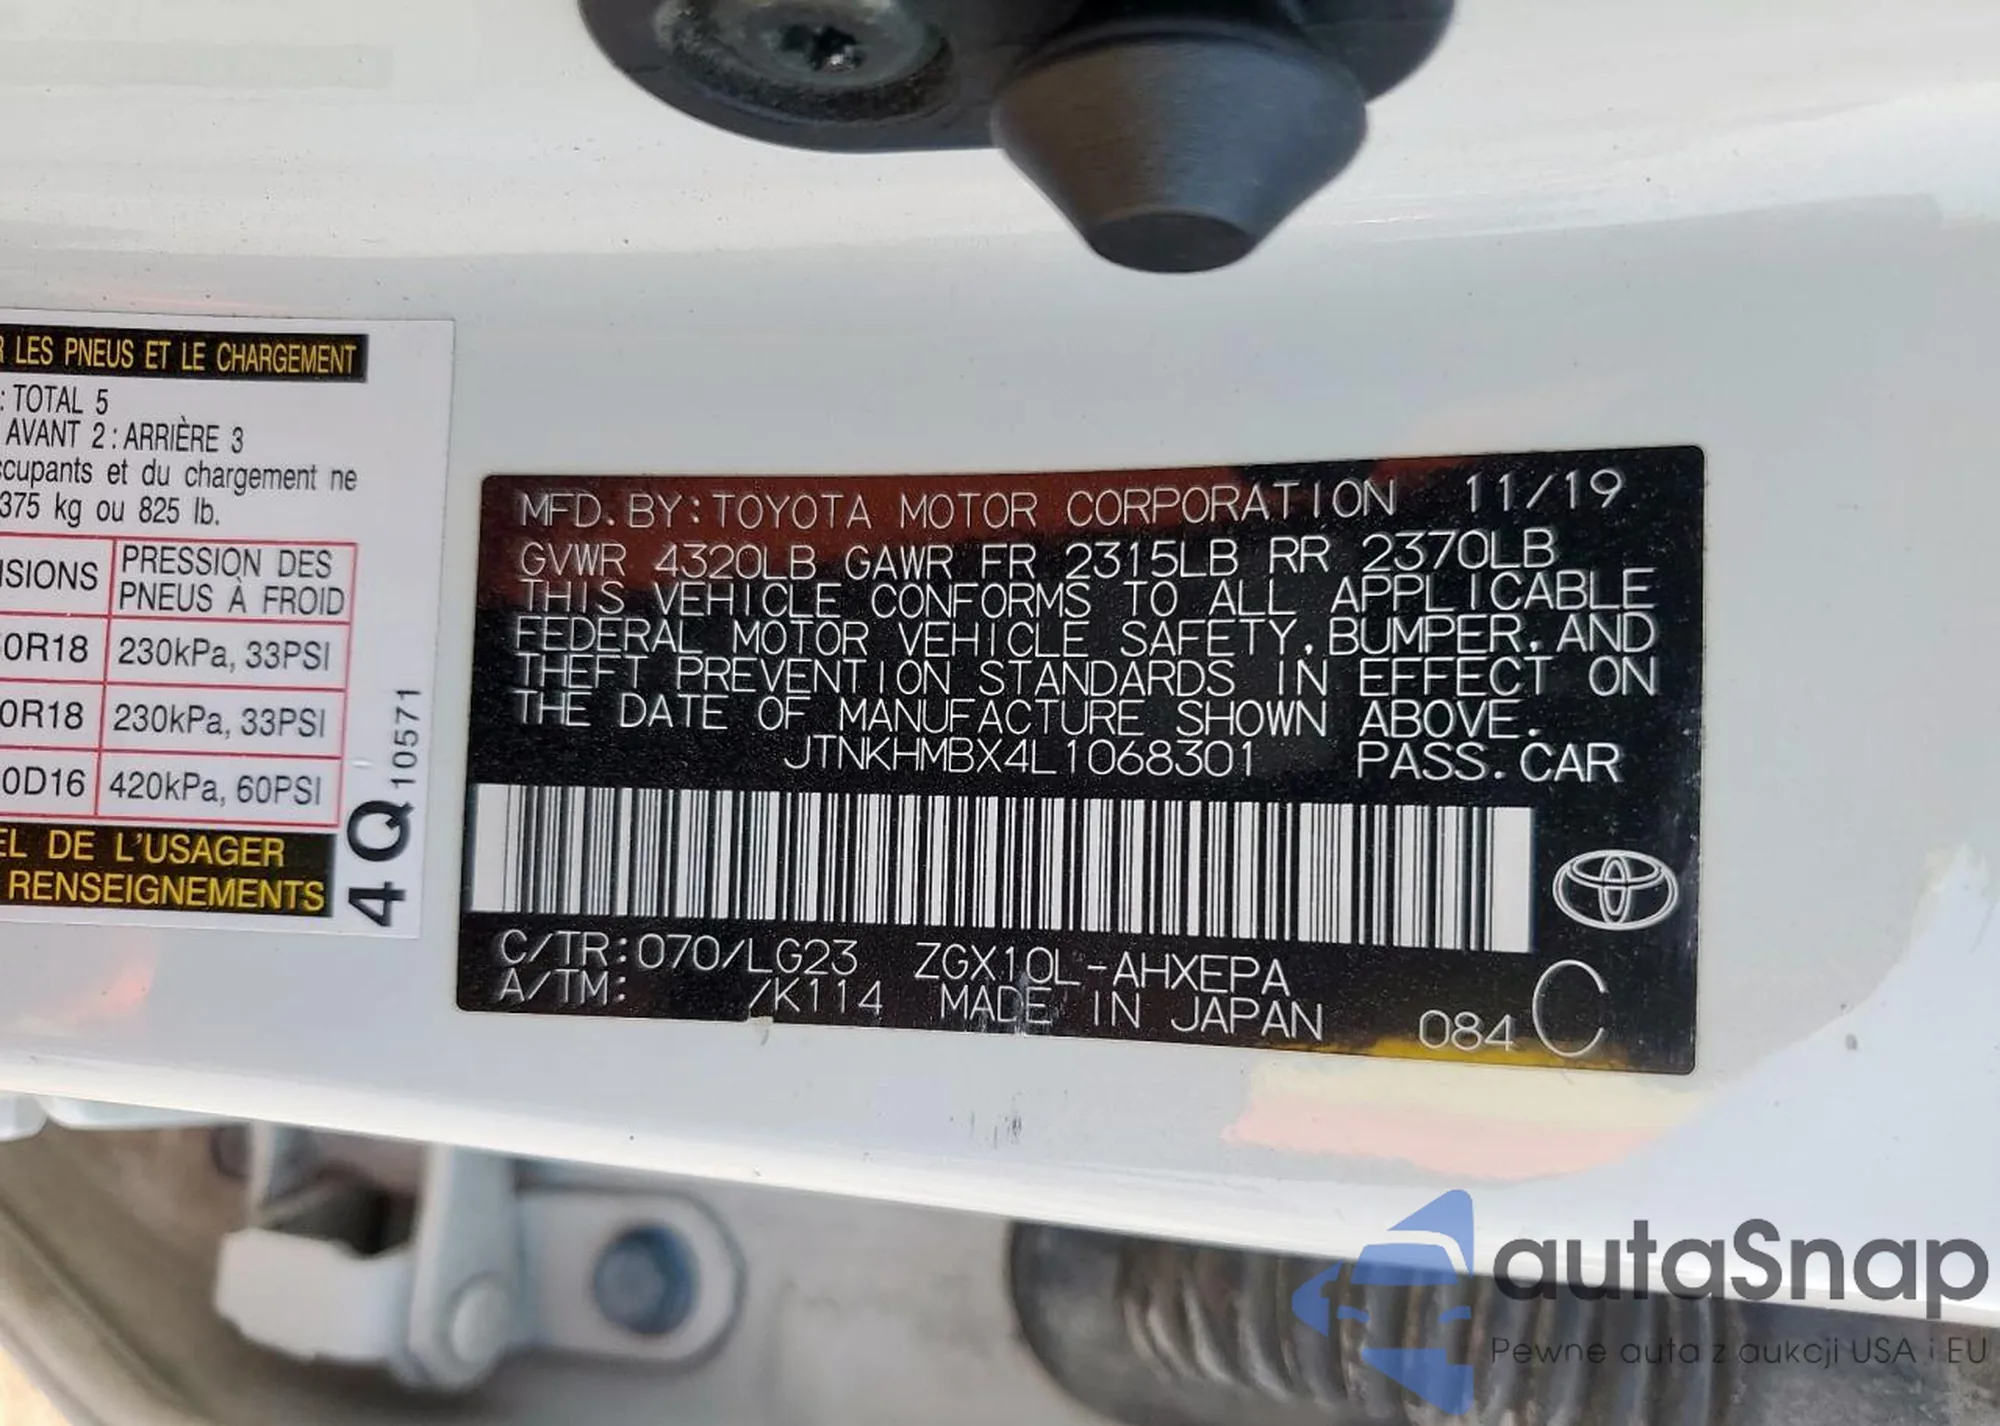 R LES PNEUS ET LE CHARGEMENT
: TOTAL 5
AVANT 2 : ARRIÈRE 3
ccupants et du chargement ne
375 kg ou 825 lb.
SIONS PRESSION DES
PNEUS À FROID
0R18 230kPa, 33PSI
0R18 230kPa, 33PSI
0D16 420kPa, 60PSI
EL DE L'USAGER
RENSEIGNEMENTS
4Q 10571
MFD. BY: TOYOTA MOTOR CORPORATION 11/19
GVWR 4320LB GAWR FR 2315LB RR 2370LB
THIS VEHICLE CONFORMS TO ALL APPLICABLE
FEDERAL MOTOR VEHICLE SAFETY, BUMPER, AND
THEFT PREVENTION STANDARDS IN EFFECT ON
THE DATE OF MANUFACTURE SHOWN ABOVE.
JTNKHMBX4L1068301 PASS. CAR
C/TR: 070/LG23 ZGX10L-AHXEPA
A/TM: /K114 MADE IN JAPAN 084 C
autaSnap
Pewne auta z aukcji USA i EU